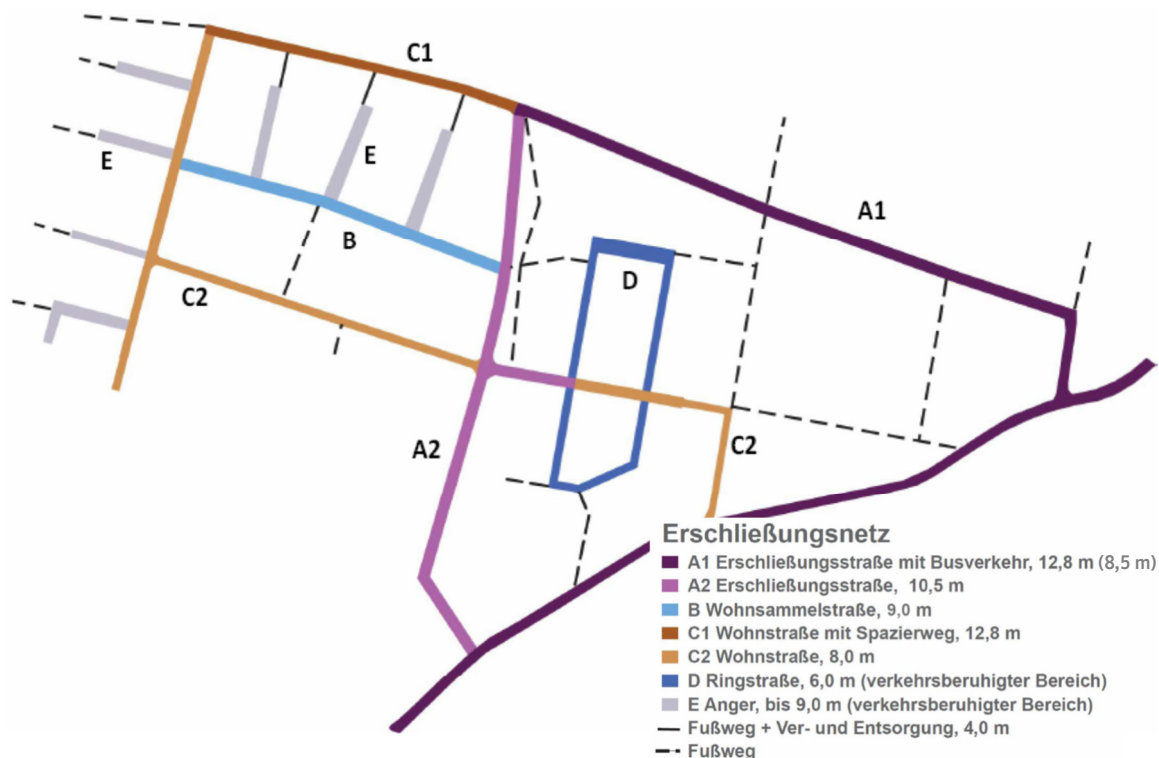 C1
E
E
A1
B
D
C2
A2
C2
Erschließungsnetz
A1 Erschließungsstraße mit Busverkehr, 12,8 m (8,5 m)
A2 Erschließungsstraße, 10,5 m
B Wohnsammelstraße, 9,0 m
C1 Wohnstraße mit Spazierweg, 12,8 m
C2 Wohnstraße, 8,0 m
D Ringstraße, 6,0 m (verkehrsberuhigter Bereich)
E Anger, bis 9,0 m (verkehrsberuhigter Bereich)
Fußweg + Ver- und Entsorgung, 4,0 m
Fußweg